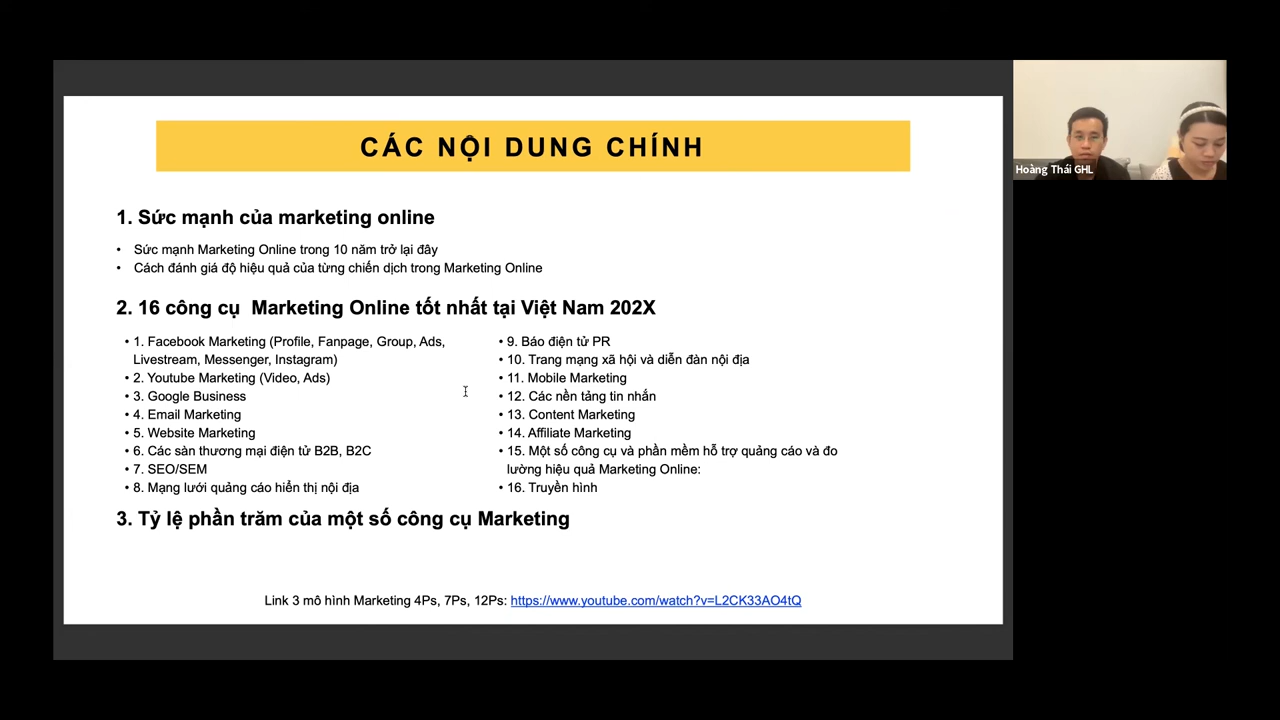 CÁC NỘI DUNG CHÍNH
1. Sức mạnh của marketing online
• Sức mạnh Marketing Online trong 10 năm trở lại đây
• Cách đánh giá độ hiệu quả của từng chiến dịch trong Marketing Online
2. 16 công cụ  Marketing Online tốt nhất tại Việt Nam 202X
• 1. Facebook Marketing (Profile, Fanpage, Group, Ads,
Livestream, Messenger, Instagram)
• 2. Youtube Marketing (Video, Ads)
• 3. Google Business
• 4. Email Marketing
• 5. Website Marketing
• 6. Các sàn thương mại điện tử B2B, B2C
• 7. SEO/SEM
• 8. Mạng lưới quảng cáo hiển thị nội địa
• 9. Báo điện tử PR
• 10. Trang mạng xã hội và diễn đàn nội địa
• 11. Mobile Marketing
• 12. Các nền tảng tin nhắn
• 13. Content Marketing
• 14. Affiliate Marketing
• 15. Một số công cụ và phần mềm hỗ trợ quảng cáo và đo
lường hiệu quả Marketing Online:
• 16. Truyền hình
3. Tỷ lệ phần trăm của một số công cụ Marketing
Link 3 mô hình Marketing 4Ps, 7Ps, 12Ps: https://www.youtube.com/watch?v=L2CK33AO4tQ
Hoàng Thái GHL